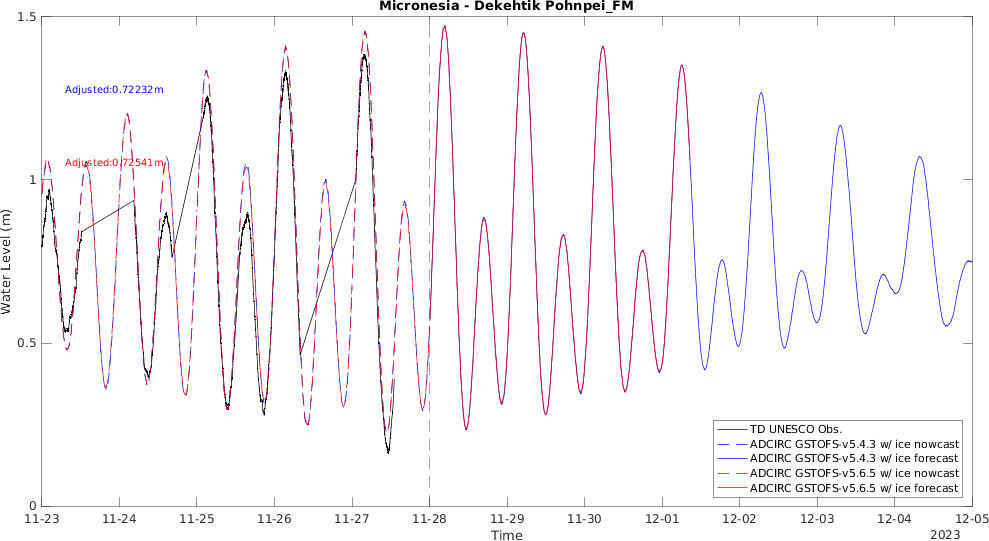 Micronesia - Dekehtik Pohnpei_FM
1.5
1
0.5
0
Water Level (m)
Adjusted:0.72232m
Adjusted:0.72541m
TD UNESCO Obs.
ADCIRC GSTOFS-v5.4.3 w/ ice nowcast
ADCIRC GSTOFS-v5.4.3 w/ ice forecast
ADCIRC GSTOFS-v5.6.5 w/ ice nowcast
ADCIRC GSTOFS-v5.6.5 w/ ice forecast
11-23 11-24 11-25 11-26 11-27 11-28 11-29 11-30 12-01 12-02 12-03 12-04 12-05
Time
2023